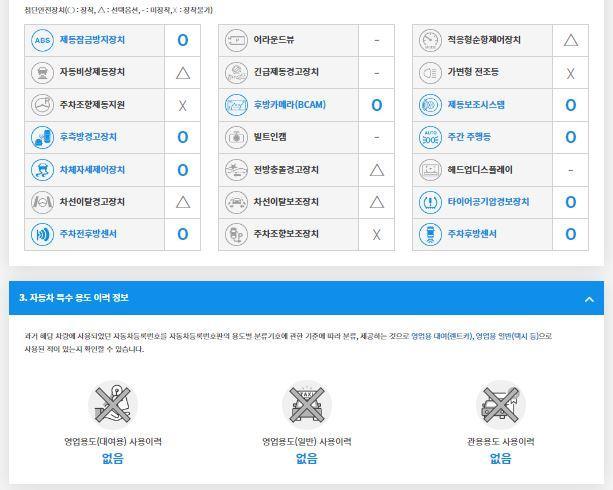 첨단안전장치(O : 장착, △ : 선택옵션, - : 미장착, X : 장착불가)
ABS 제동잠금방지장치 O 어라운드뷰 - 적응형순항제어장치 △
자동비상제동장치 △ 긴급제동경고장치 - 가변형 전조등 X
주차조향제동지원 X 후방카메라(BCAM) O 제동보조시스템 O
후측방경고장치 O 빌트인캠 - AUTO 주간 주행등 O
차체자세제어장치 O 전방충돌경고장치 △ 헤드업디스플레이 -
차선이탈경고장치 △ 차선이탈보조장치 △ 타이어공기압경보장치 O
주차전후방센서 O 주차조향보조장치 X 주차후방센서 O
3. 자동차 특수 용도 이력 정보
과거 해당 차량에 사용되었던 자동차등록번호를 자동차등록번호판의 용도별 분류기호에 관한 기준에 따라 분류, 제공하는 것으로 영업용 대여(렌트카), 영업용 일반(택시 등)으로
사용된 적이 있는지 확인할 수 있습니다.
TAXI
영업용도(대여용) 사용이력 영업용도(일반) 사용이력 관용용도 사용이력
없음 없음 없음